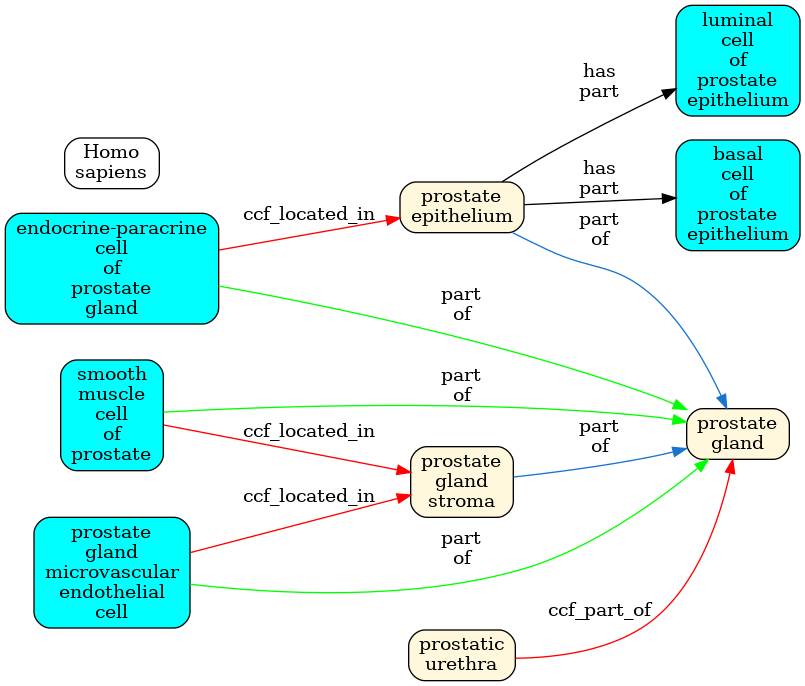 luminal
cell
of
prostate
epithelium
has
part
Homo
sapiens
basal
cell
of
prostate
epithelium
has
part
prostate
epithelium
ccf_located_in
endocrine-paracrine
cell
of
prostate
gland
part
of
part
of
smooth
muscle
cell
of
prostate
part
of
prostate
gland
ccf_located_in
part
of
prostate
gland
stroma
ccf_located_in
prostate
gland
microvascular
endothelial
cell
part
of
ccf_part_of
prostatic
urethra